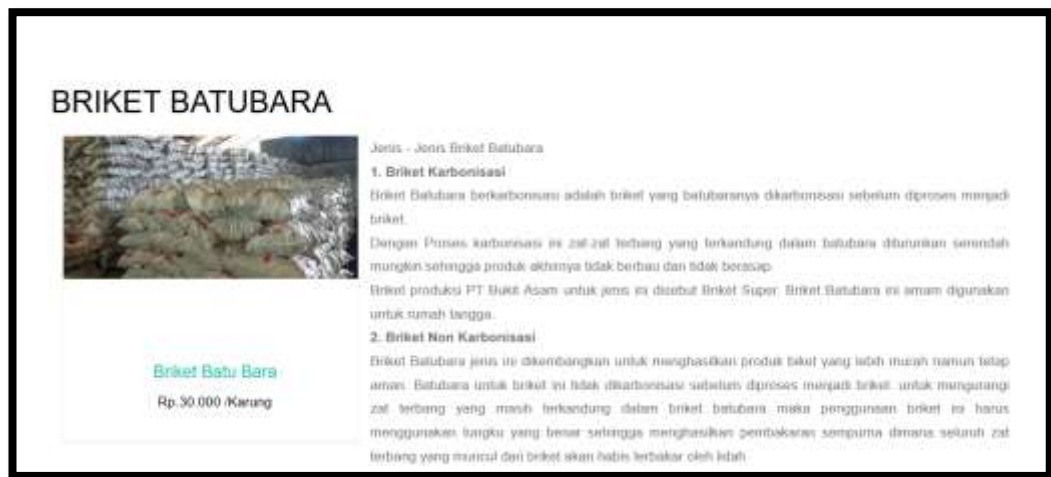 BRIKET BATUBARA
Jenis - Jenis Briket Batubara
1. Briket Karbonisasi
Briket Batubara berkarbonisasi adalah briket yang batubaranya dikarbonisasi sebelum diproses menjadi
briket.
Dengan Proses karbonisasi ini zat-zat terbang yang terkandung dalam batubara diturunkan serendah
mungkin sehingga produk akhirnya tidak berbau dan tidak berasap
Briket produksi PT Bukit Asam untuk jenis ini disebut Briket Super. Briket Batubara ini aman digunakan
untuk rumah tangga.
2. Briket Non Karbonisasi
Briket Batubara jenis ini dikembangkan untuk menghasilkan produk yang lebih murah namun tetap
aman. Batubara untuk briket ini tidak dikarbonisasi sebelum diproses menjadi briket. untuk mengurangi
zat terbang yang masih terkandung dalam briket batubara maka penggunaan briket ini harus
menggunakan tungku yang benar sehingga menghasilkan pembakaran sempurna dimana seluruh zat
terbang yang muncul dari briket akan habis terbakar oleh lidah
Briket Batu Bara
Rp.30.000 /Karung